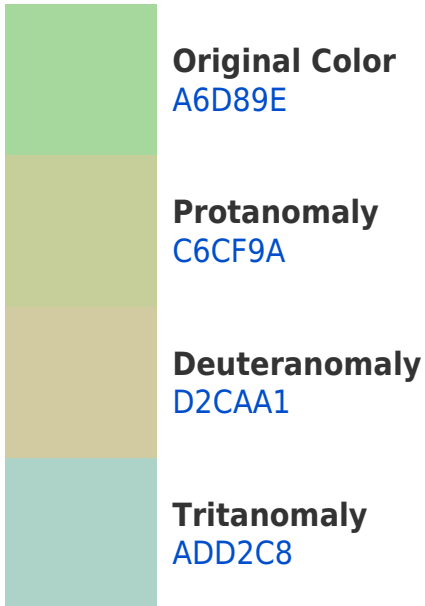 Original Color
A6D89E
Protanomaly
C6CF9A
Deuteranomaly
D2CAA1
Tritanomaly
ADD2C8